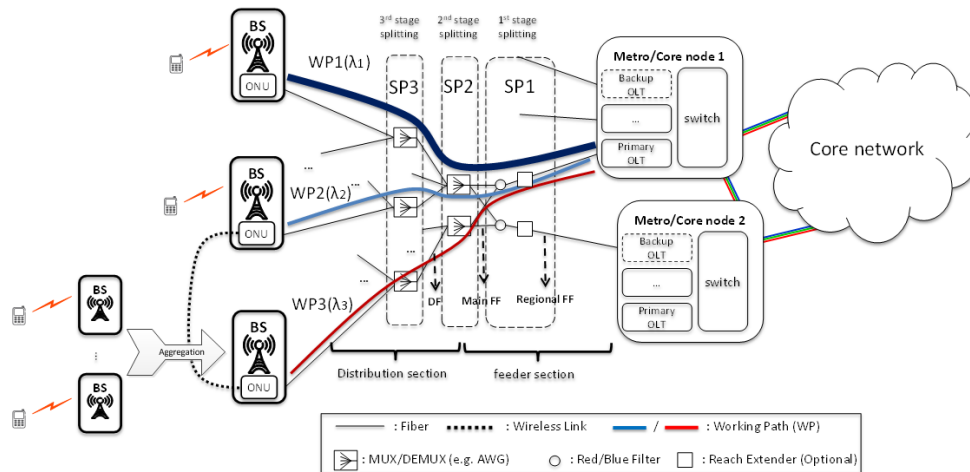 3rd stage splitting
2nd stage splitting
1st stage splitting
BS
ONU
WP1(λ1)
SP3
SP2
SP1
Metro/Core node 1
Backup OLT
...
Primary OLT
switch
Core network
...
BS
ONU
WP2(λ2)
...
...
...
Metro/Core node 2
Backup OLT
...
Primary OLT
switch
BS
...
BS
Aggregation
BS
ONU
WP3(λ3)
DF
Main FF
Regional FF
Distribution section
feeder section
: Fiber
: Wireless Link
/
: Working Path (WP)
: MUX/DEMUX (e.g. AWG)
: Red/Blue Filter
: Reach Extender (Optional)